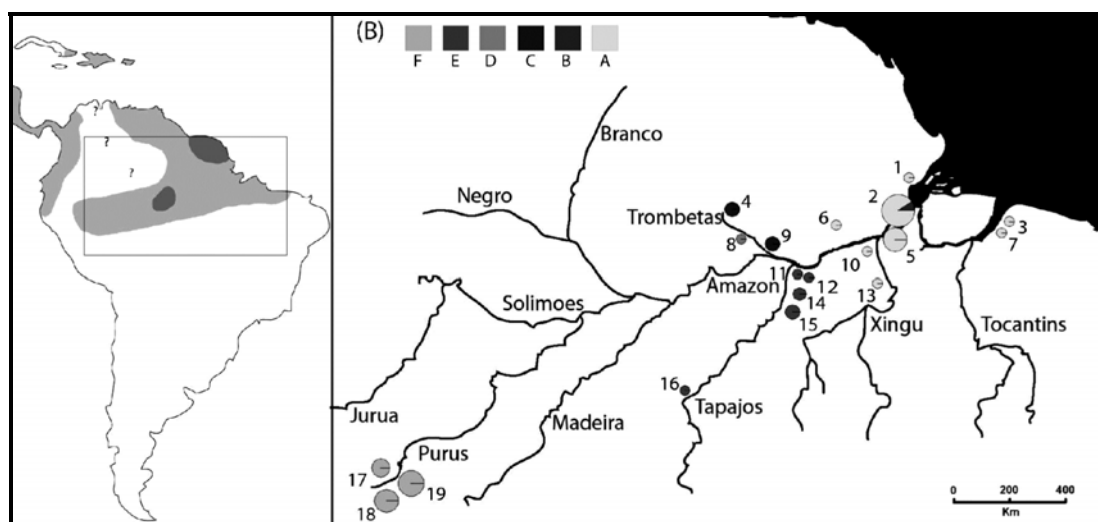 (B)
F E D C B A
?
?
?
Branco
Negro
Trombetas
Solimoes
Amazon
Jurua
Purus
Madeira
Tapajos
Xingu
Tocantins
1
2
3
4
5
6
7
8
9
10
11
12
13
14
15
16
17
18
19
0 200 400
Km